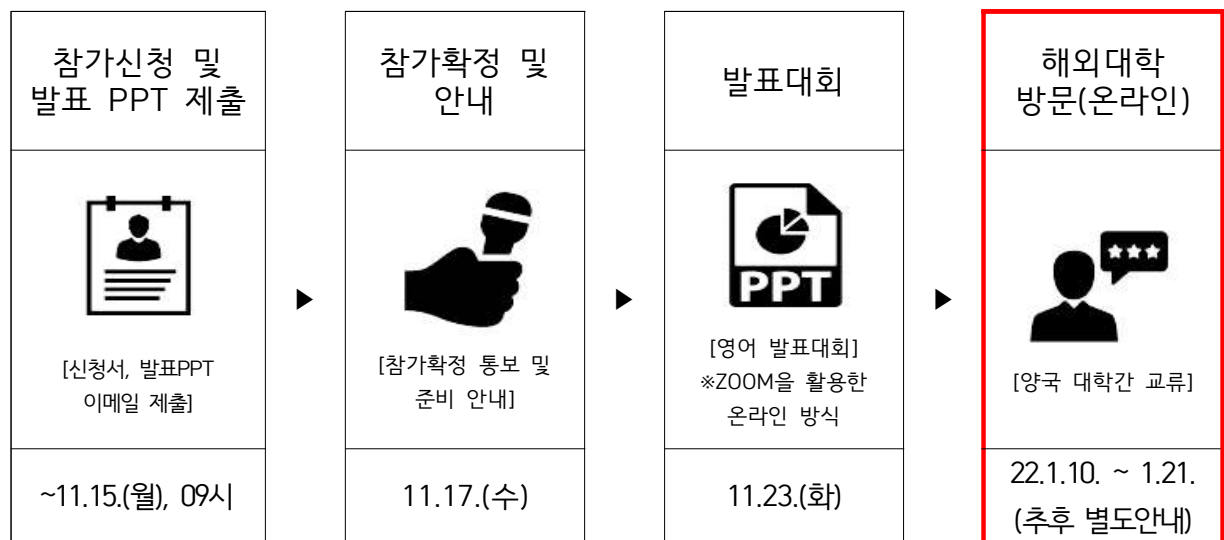 참가신청 및
발표 PPT 제출
[신청서, 발표PPT
이메일 제출]
~11.15.(월), 09시
▶
참가확정 및
안내
[참가확정 통보 및
준비 안내]
11.17.(수)
▶
발표대회
PPT
[영어 발표대회]
※ZOOM을 활용한
온라인 방식
11.23.(화)
▶
해외대학
방문(온라인)
[양국 대학간 교류]
22.1.10. ~ 1.21.
(추후 별도안내)